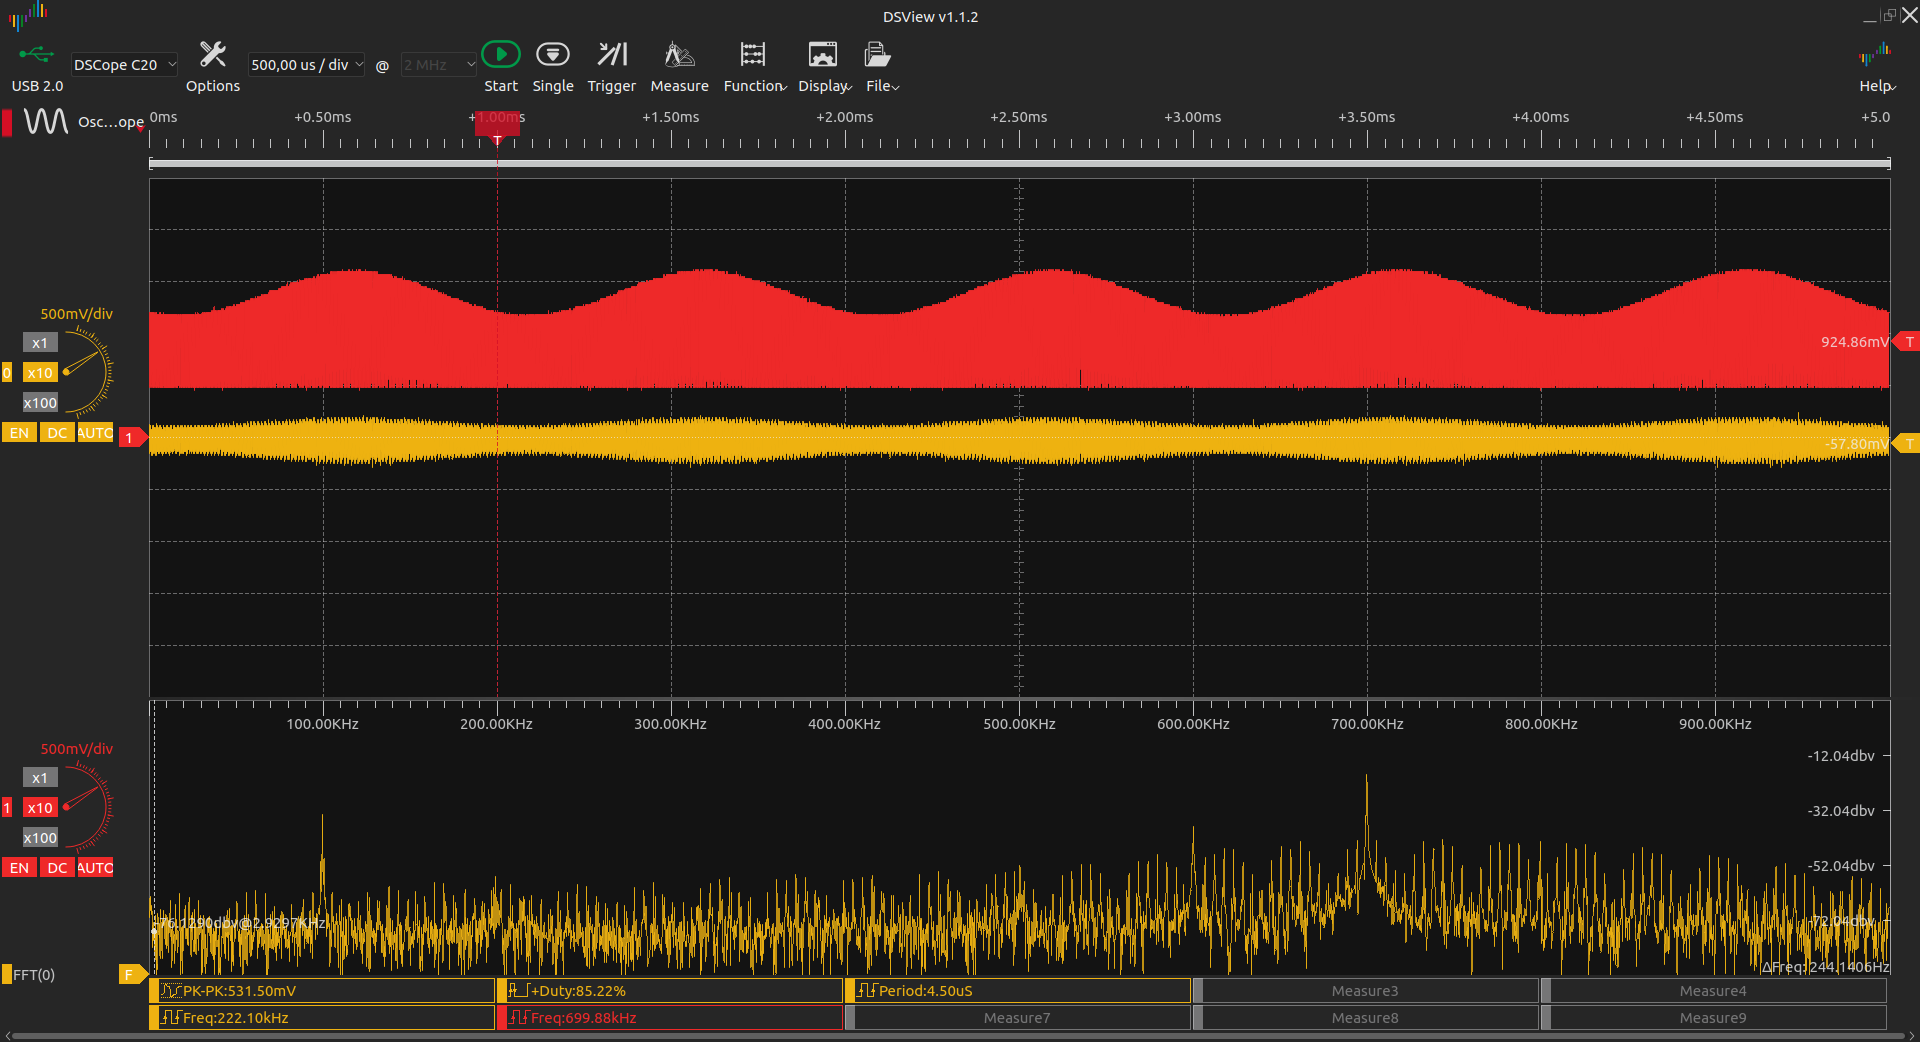 DSView v1.1.2
USB 2.0
DSCope C20
Options
500,00 us / div
@
2 MHz
Start
Single
Trigger
Measure
Function
Display
File
Help
Osc...ope
0ms
+0.50ms
+1.00ms
+1.50ms
+2.00ms
+2.50ms
+3.00ms
+3.50ms
+4.00ms
+4.50ms
+5.0
T
500mV/div
x1
0
x10
x100
EN
DC
AUTO
1
924.86mV
T
-57.80mV
T
100.00KHz
200.00KHz
300.00KHz
400.00KHz
500.00KHz
600.00KHz
700.00KHz
800.00KHz
900.00KHz
500mV/div
x1
1
x10
x100
EN
DC
AUTO
-12.04dbv
-32.04dbv
-52.04dbv
-72.04dbv
-76.1290dbv@2.9297KHz
ΔFreq: 244.1406Hz
FFT(0)
F
PK-PK:531.50mV
+Duty:85.22%
Period:4.50uS
Measure3
Measure4
Freq:222.10kHz
Freq:699.88kHz
Measure7
Measure8
Measure9